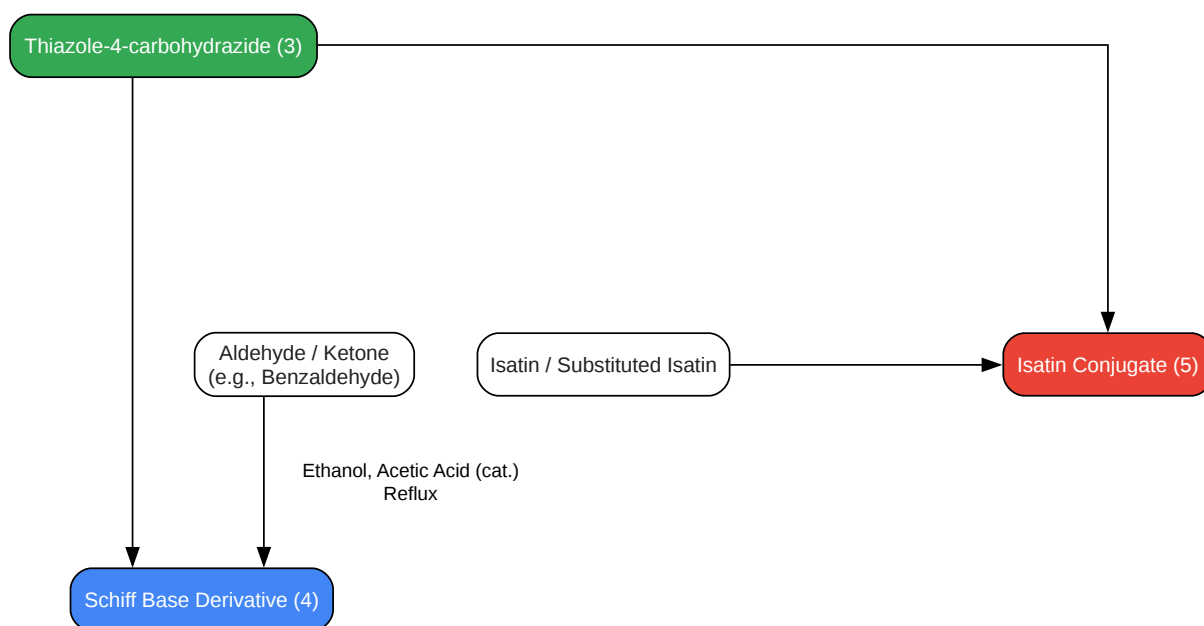 Thiazole-4-carbohydrazide (3)
Aldehyde / Ketone
(e.g., Benzaldehyde)
Isatin / Substituted Isatin
Isatin Conjugate (5)
Ethanol, Acetic Acid (cat.)
Reflux
Schiff Base Derivative (4)